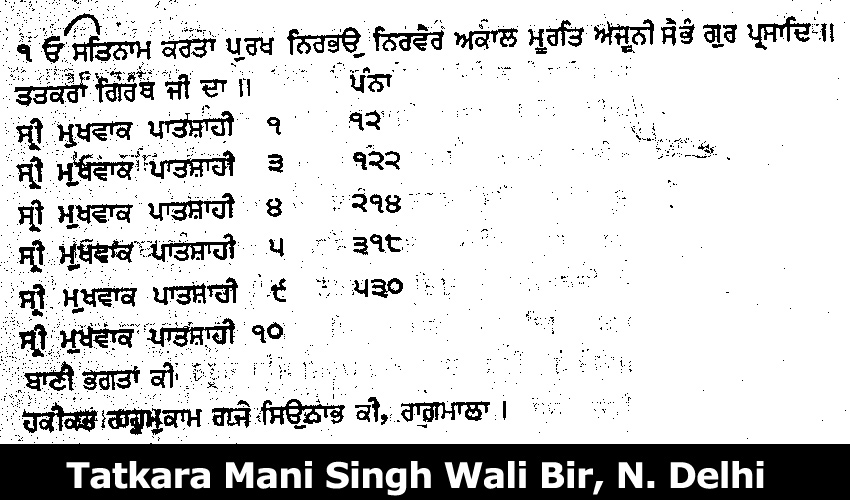 ੧ ਓ ਸਤਿਨਾਮ ਕਰਤਾ ਪੁਰਖ ਨਿਰਭਉ ਨਿਰਵੈਰ ਅਕਾਲ ਮੂਰਤਿ ਅਜੂਨੀ ਸੈਭੰ ਗੁਰ ਪ੍ਰਸਾਦਿ ॥
ਤਤਕਰਾ ਗਿਰੰਥ ਜੀ ਦਾ ॥ ਪੰਨਾ
ਸ੍ਰੀ ਮੁਖਵਾਕ ਪਾਤਸ਼ਾਹੀ ੧ ੧੨
ਸ੍ਰੀ ਮੁਖਵਾਕ ਪਾਤਸ਼ਾਹੀ ੩ ੧੨੨
ਸ੍ਰੀ ਮੁਖਵਾਕ ਪਾਤਸ਼ਾਹੀ ੪ ੨੧੪
ਸ੍ਰੀ ਮੁਖਵਾਕ ਪਾਤਸ਼ਾਹੀ ੫ ੩੧੮
ਸ੍ਰੀ ਮੁਖਵਾਕ ਪਾਤਸ਼ਾਹੀ ੯ ੫੩੦
ਸ੍ਰੀ ਮੁਖਵਾਕ ਪਾਤਸ਼ਾਹੀ ੧੦
ਬਾਣੀ ਭਗਤਾਂ ਕੀ
ਹਕੀਕਤ ਰਾਹੁਮੁਕਾਮ ਰਾਜੇ ਸਿਉਨਾਭ ਕੀ, ਰਾਗਮਾਲਾ ।
Tatkara Mani Singh Wali Bir, N. Delhi